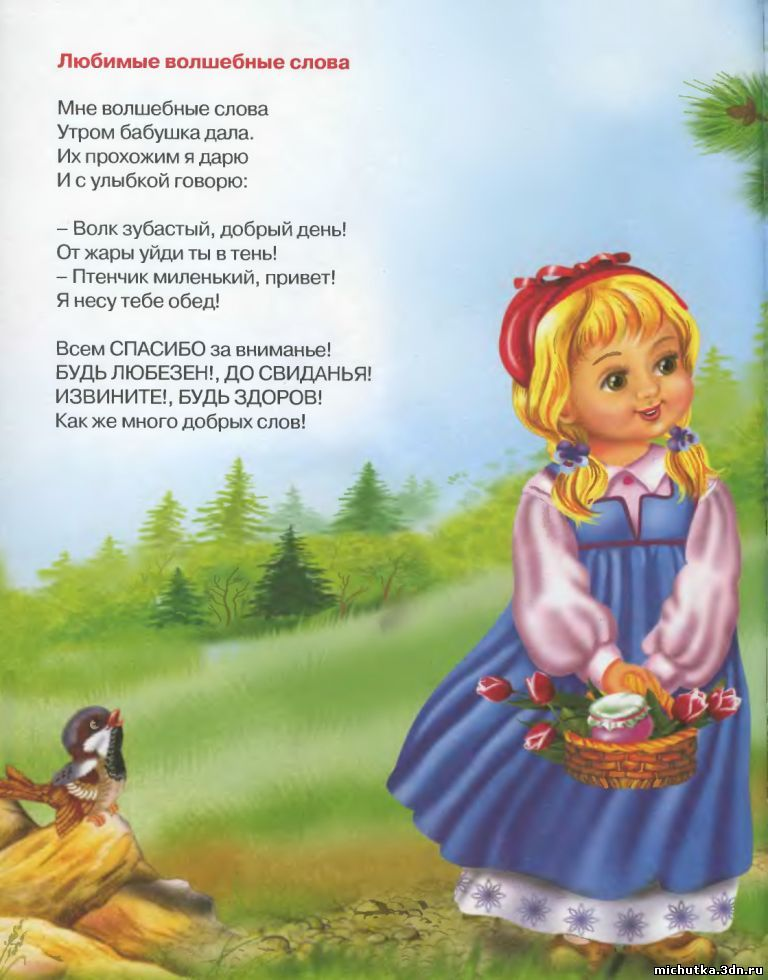 Любимые волшебные слова
Мне волшебные слова
Утром бабушка дала.
Их прохожим я дарю
И с улыбкой говорю:
– Волк зубастый, добрый день!
От жары уйди ты в тень!
– Птенчик миленький, привет!
Я несу тебе обед!
Всем СПАСИБО за вниманье!
БУДЬ ЛЮБЕЗЕН!, ДО СВИДАНЬЯ!
ИЗВИНИТЕ!, БУДЬ ЗДОРОВ!
Как же много добрых слов!
michutka.3dn.ru